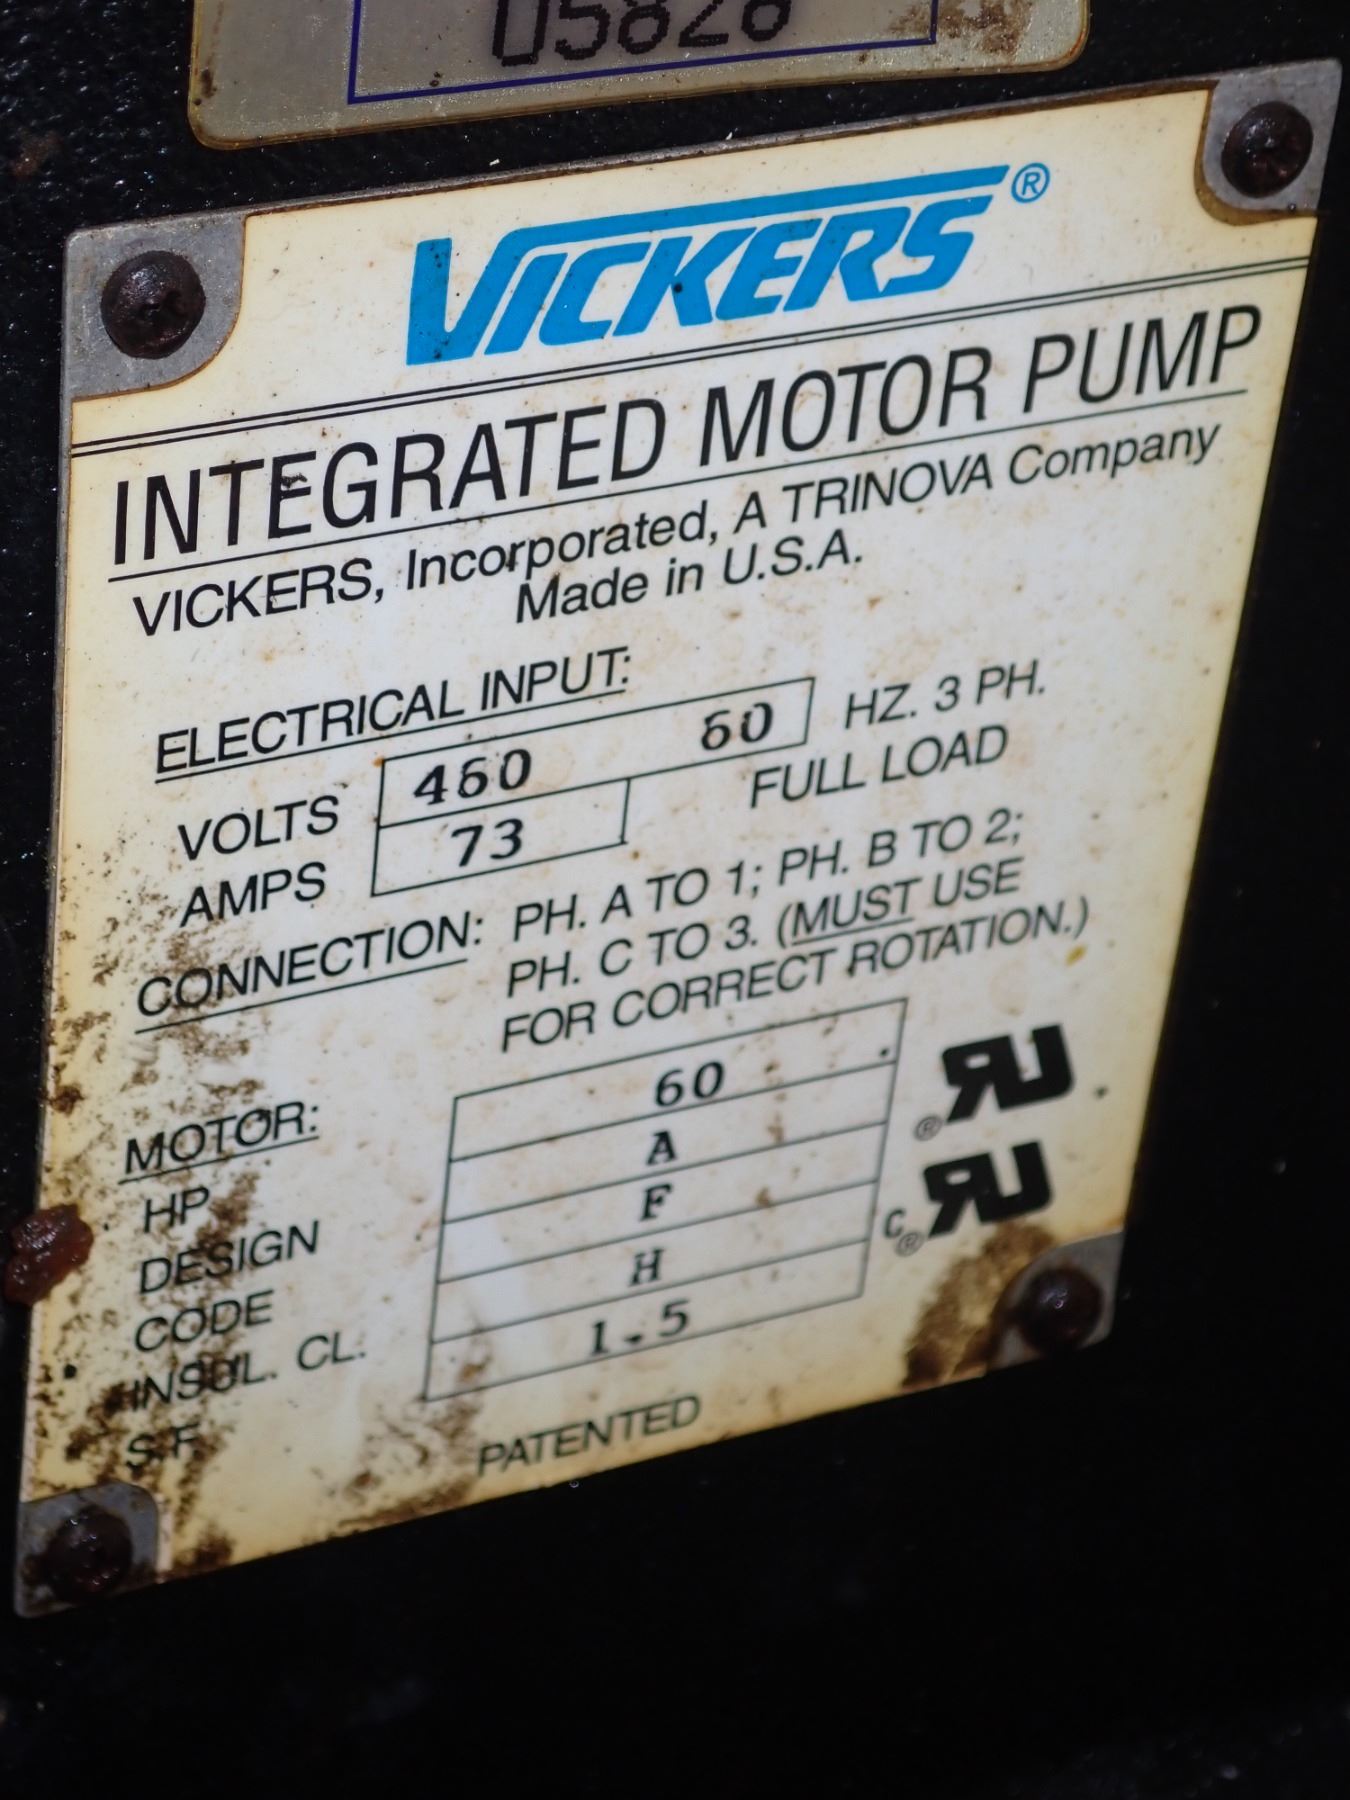 05828
VICKERS®
INTEGRATED MOTOR PUMP
VICKERS, Incorporated, A TRINOVA Company
Made in U.S.A.
ELECTRICAL INPUT:
VOLTS 460 60 HZ. 3 PH.
AMPS 73 FULL LOAD
CONNECTION: PH. A TO 1; PH. B TO 2;
PH. C TO 3. (MUST USE
FOR CORRECT ROTATION.)
MOTOR:
HP 60
DESIGN A
CODE F
INSUL. CL. H
S.F. 1.5
PATENTED